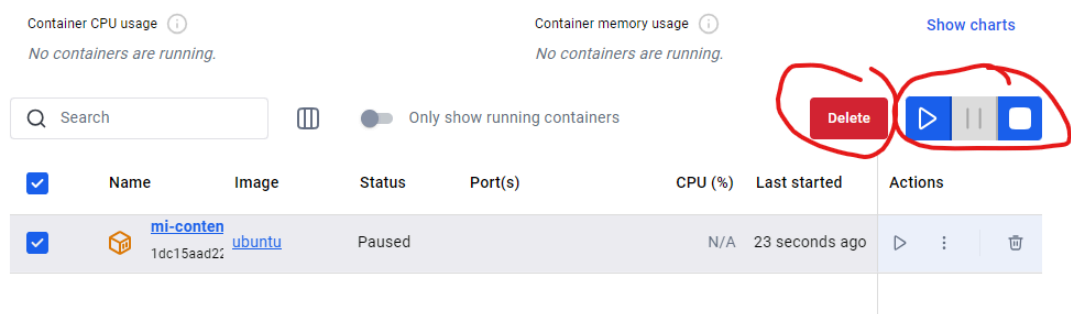 Container CPU usage
Container memory usage
Show charts
No containers are running.
No containers are running.
Search
Only show running containers
Delete
Name Image Status Port(s) CPU (%) Last started Actions
mi-conten
1dc15aad22
ubuntu
Paused
N/A
23 seconds ago